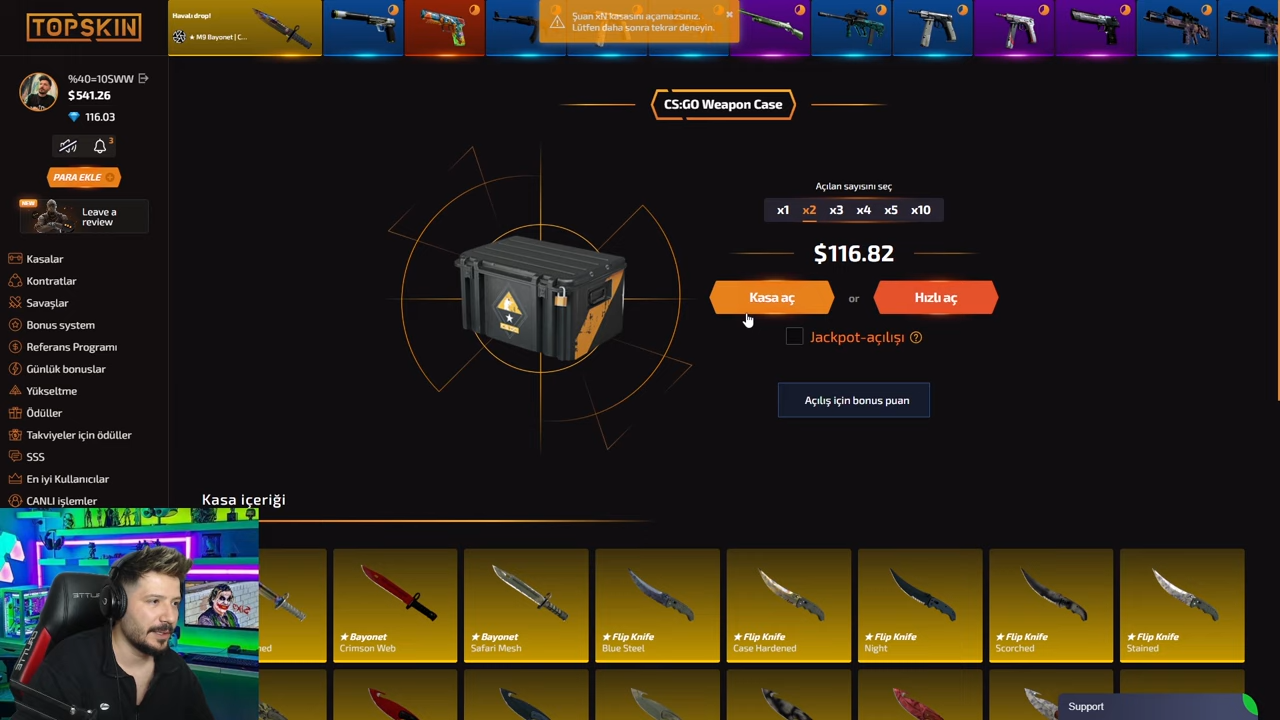 TOPSKIN
Havalı drop!
★ M9 Bayonet | C...
Şuan xN kasasını açamazsınız.
Lütfen daha sonra tekrar deneyin.
%40=10SWW
$541.26
116.03
3
PARA EKLE
NEW
Leave a
review
Kasalar
Kontratlar
Savaşlar
Bonus system
Referans Programı
Günlük bonuslar
Yükseltme
Ödüller
Takviyeler için ödüller
SSS
En iyi Kullanıcılar
CANLI işlemler
CS:GO Weapon Case
Açılan sayısını seç
x1 x2 x3 x4 x5 x10
$116.82
Kasa aç or Hızlı aç
Jackpot-açılışı
Açılış için bonus puan
Kasa içeriği
ned
★ Bayonet
Crimson Web
★ Bayonet
Safari Mesh
★ Flip Knife
Blue Steel
★ Flip Knife
Case Hardened
★ Flip Knife
Night
★ Flip Knife
Scorched
★ Flip Knife
Stained
Support